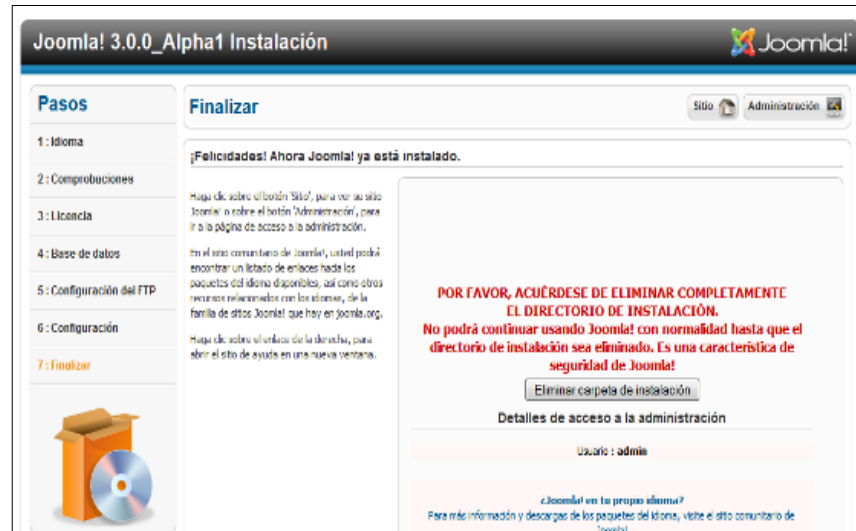 Joomla! 3.0.0_Alpha1 Instalación
Joomla!
Pasos
1 : Idioma
2 : Comprobaciones
3 : Licencia
4 : Base de datos
5 : Configuración del FTP
6 : Configuración
7 : Finalizar
Finalizar
Sitio
Administración
¡Felicidades! Ahora Joomla! ya está instalado.
Haga clic sobre el botón 'Sitio', para ver su sitio
Joomla! o sobre el botón 'Administración', para
ir a la página de acceso a la administración.
En el sitio comunitario de Joomla!, usted podrá
encontrar un listado de enlaces hacia los
paquetes del idioma disponibles, así como otros
recursos relacionados con los idiomas, de la
familia de sitios Joomla! que hay en joomla.org.
Haga clic sobre el enlace de la derecha, para
abrir el sitio de ayuda en una nueva ventana.
POR FAVOR, ACUÉRDESE DE ELIMINAR COMPLETAMENTE
EL DIRECTORIO DE INSTALACIÓN.
No podrá continuar usando Joomla! con normalidad hasta que el
directorio de instalación sea eliminado. Es una característica de
seguridad de Joomla!
Eliminar carpeta de instalación
Detalles de acceso a la administración
Usuario : admin
¿Joomla! en tu propio idioma?
Para más información y descargas de los paquetes del idioma, visite el sitio comunitario de
Joomla!